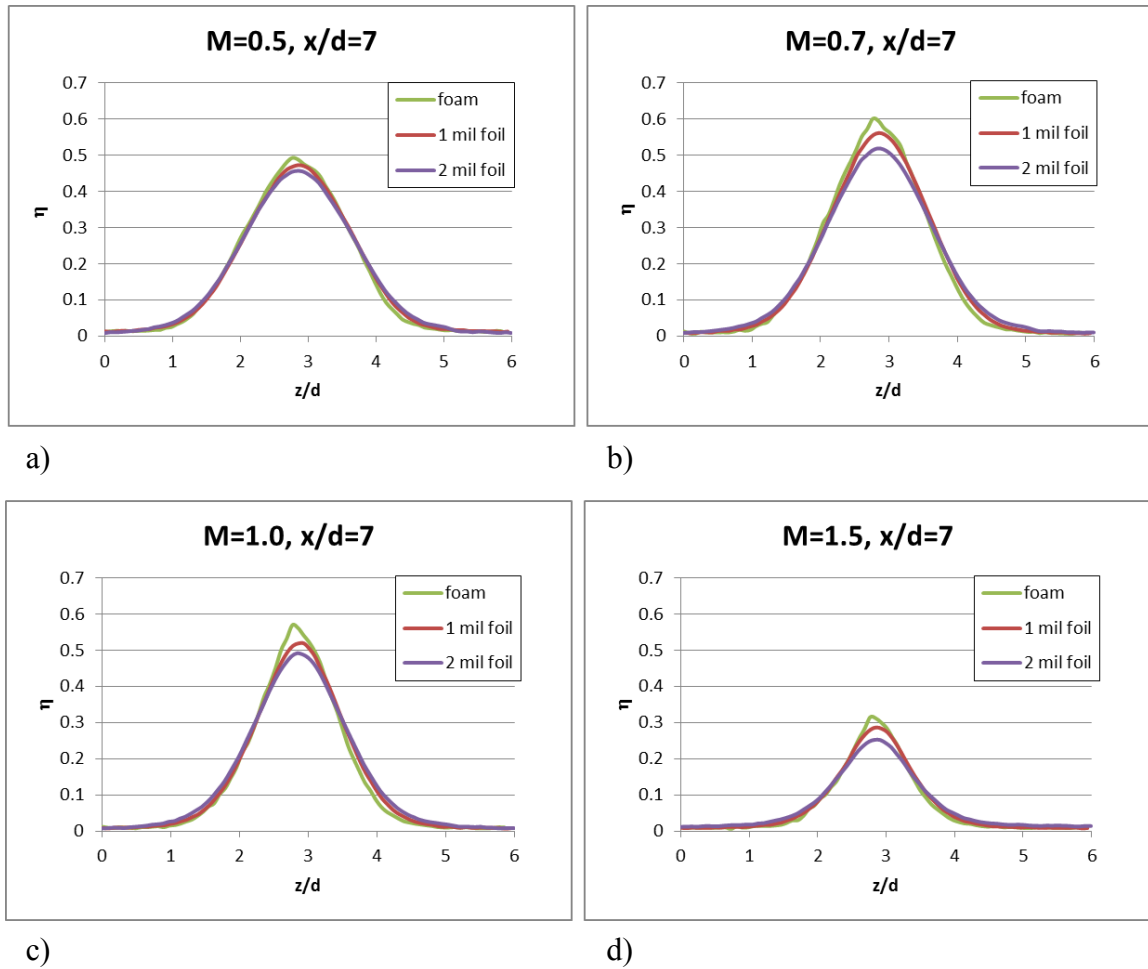 M=0.5, x/d=7
0.7
0.6
0.5
0.4
0.3
0.2
0.1
0
η
foam
1 mil foil
2 mil foil
0 1 2 3 4 5 6
z/d
a)
M=0.7, x/d=7
0.7
0.6
0.5
0.4
0.3
0.2
0.1
0
η
foam
1 mil foil
2 mil foil
0 1 2 3 4 5 6
z/d
b)
M=1.0, x/d=7
0.7
0.6
0.5
0.4
0.3
0.2
0.1
0
η
foam
1 mil foil
2 mil foil
0 1 2 3 4 5 6
z/d
c)
M=1.5, x/d=7
0.7
0.6
0.5
0.4
0.3
0.2
0.1
0
η
foam
1 mil foil
2 mil foil
0 1 2 3 4 5 6
z/d
d)